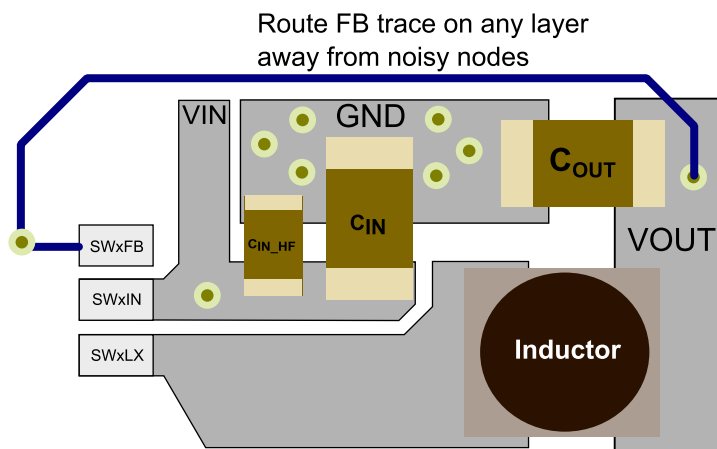 Route FB trace on any layer
away from noisy nodes
VIN
GND
COUT
CIN
CIN_HF
SWxFB
VOUT
SWxIN
SWxLX
Inductor